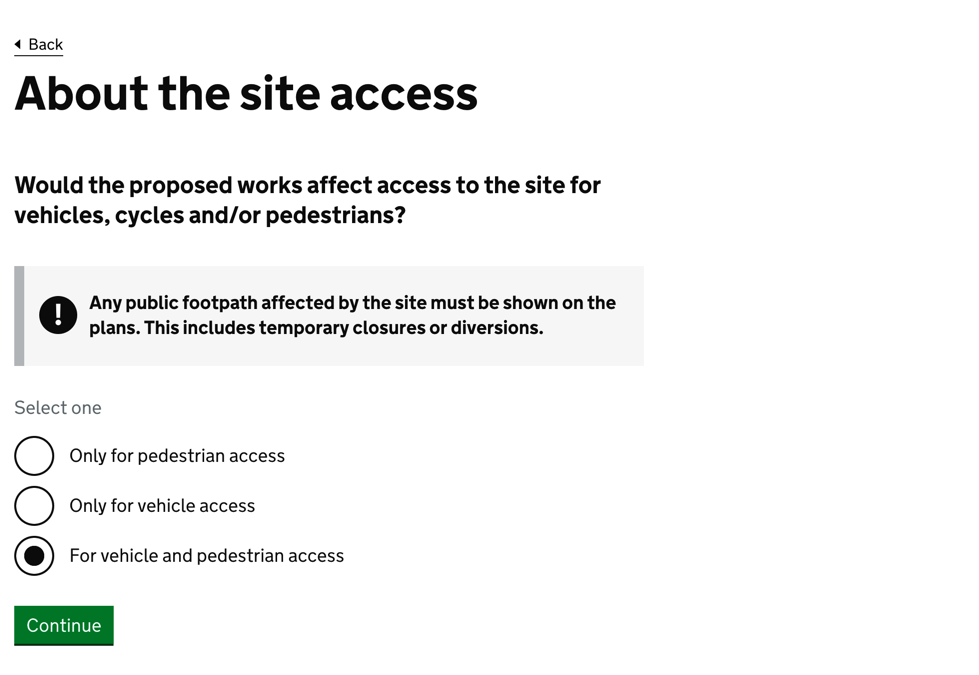 Back
About the site access
Would the proposed works affect access to the site for
vehicles, cycles and/or pedestrians?
! Any public footpath affected by the site must be shown on the
plans. This includes temporary closures or diversions.
Select one
Only for pedestrian access
Only for vehicle access
For vehicle and pedestrian access
Continue